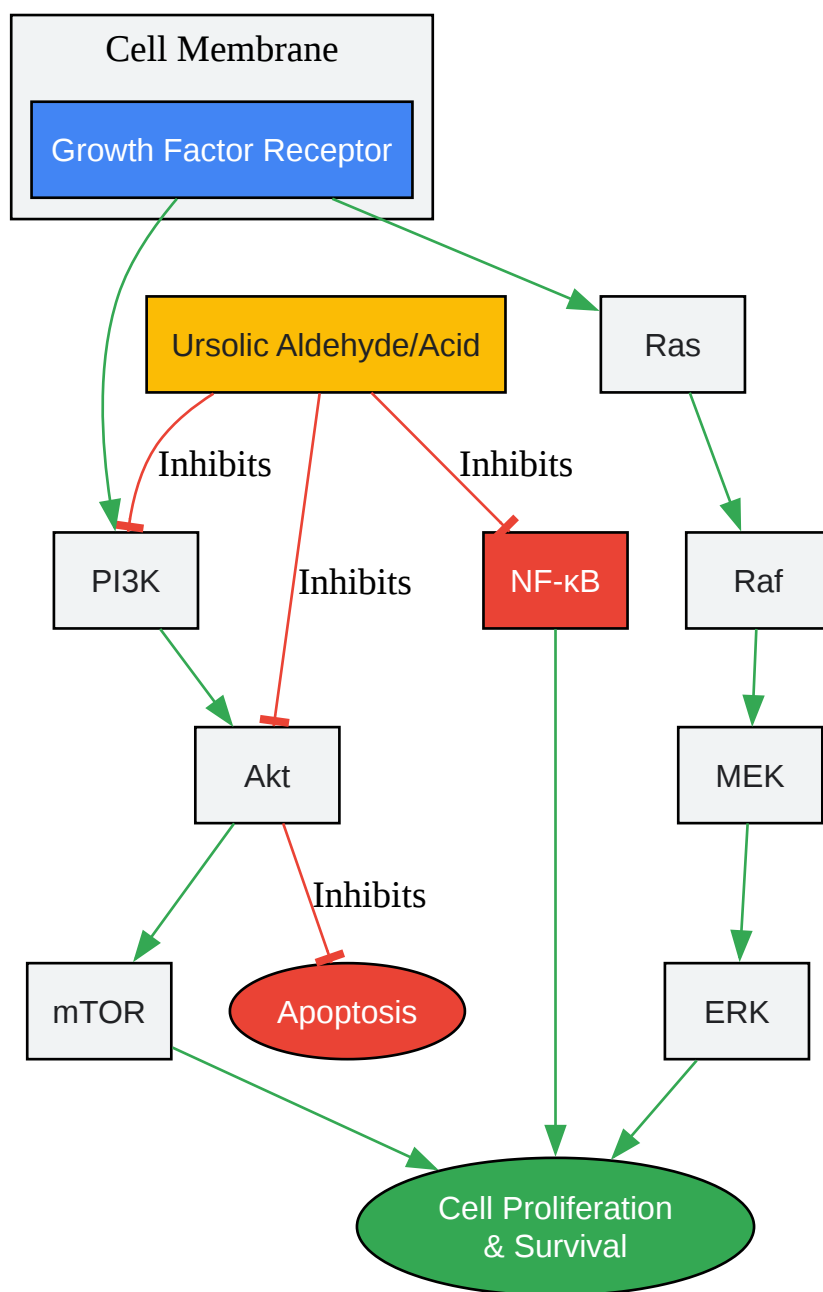 Cell Membrane
Growth Factor Receptor
Ursolic Aldehyde/Acid
Ras
Inhibits
Inhibits
PI3K
Inhibits
NF-κB
Raf
Akt
MEK
Inhibits
mTOR
Apoptosis
ERK
Cell Proliferation
& Survival